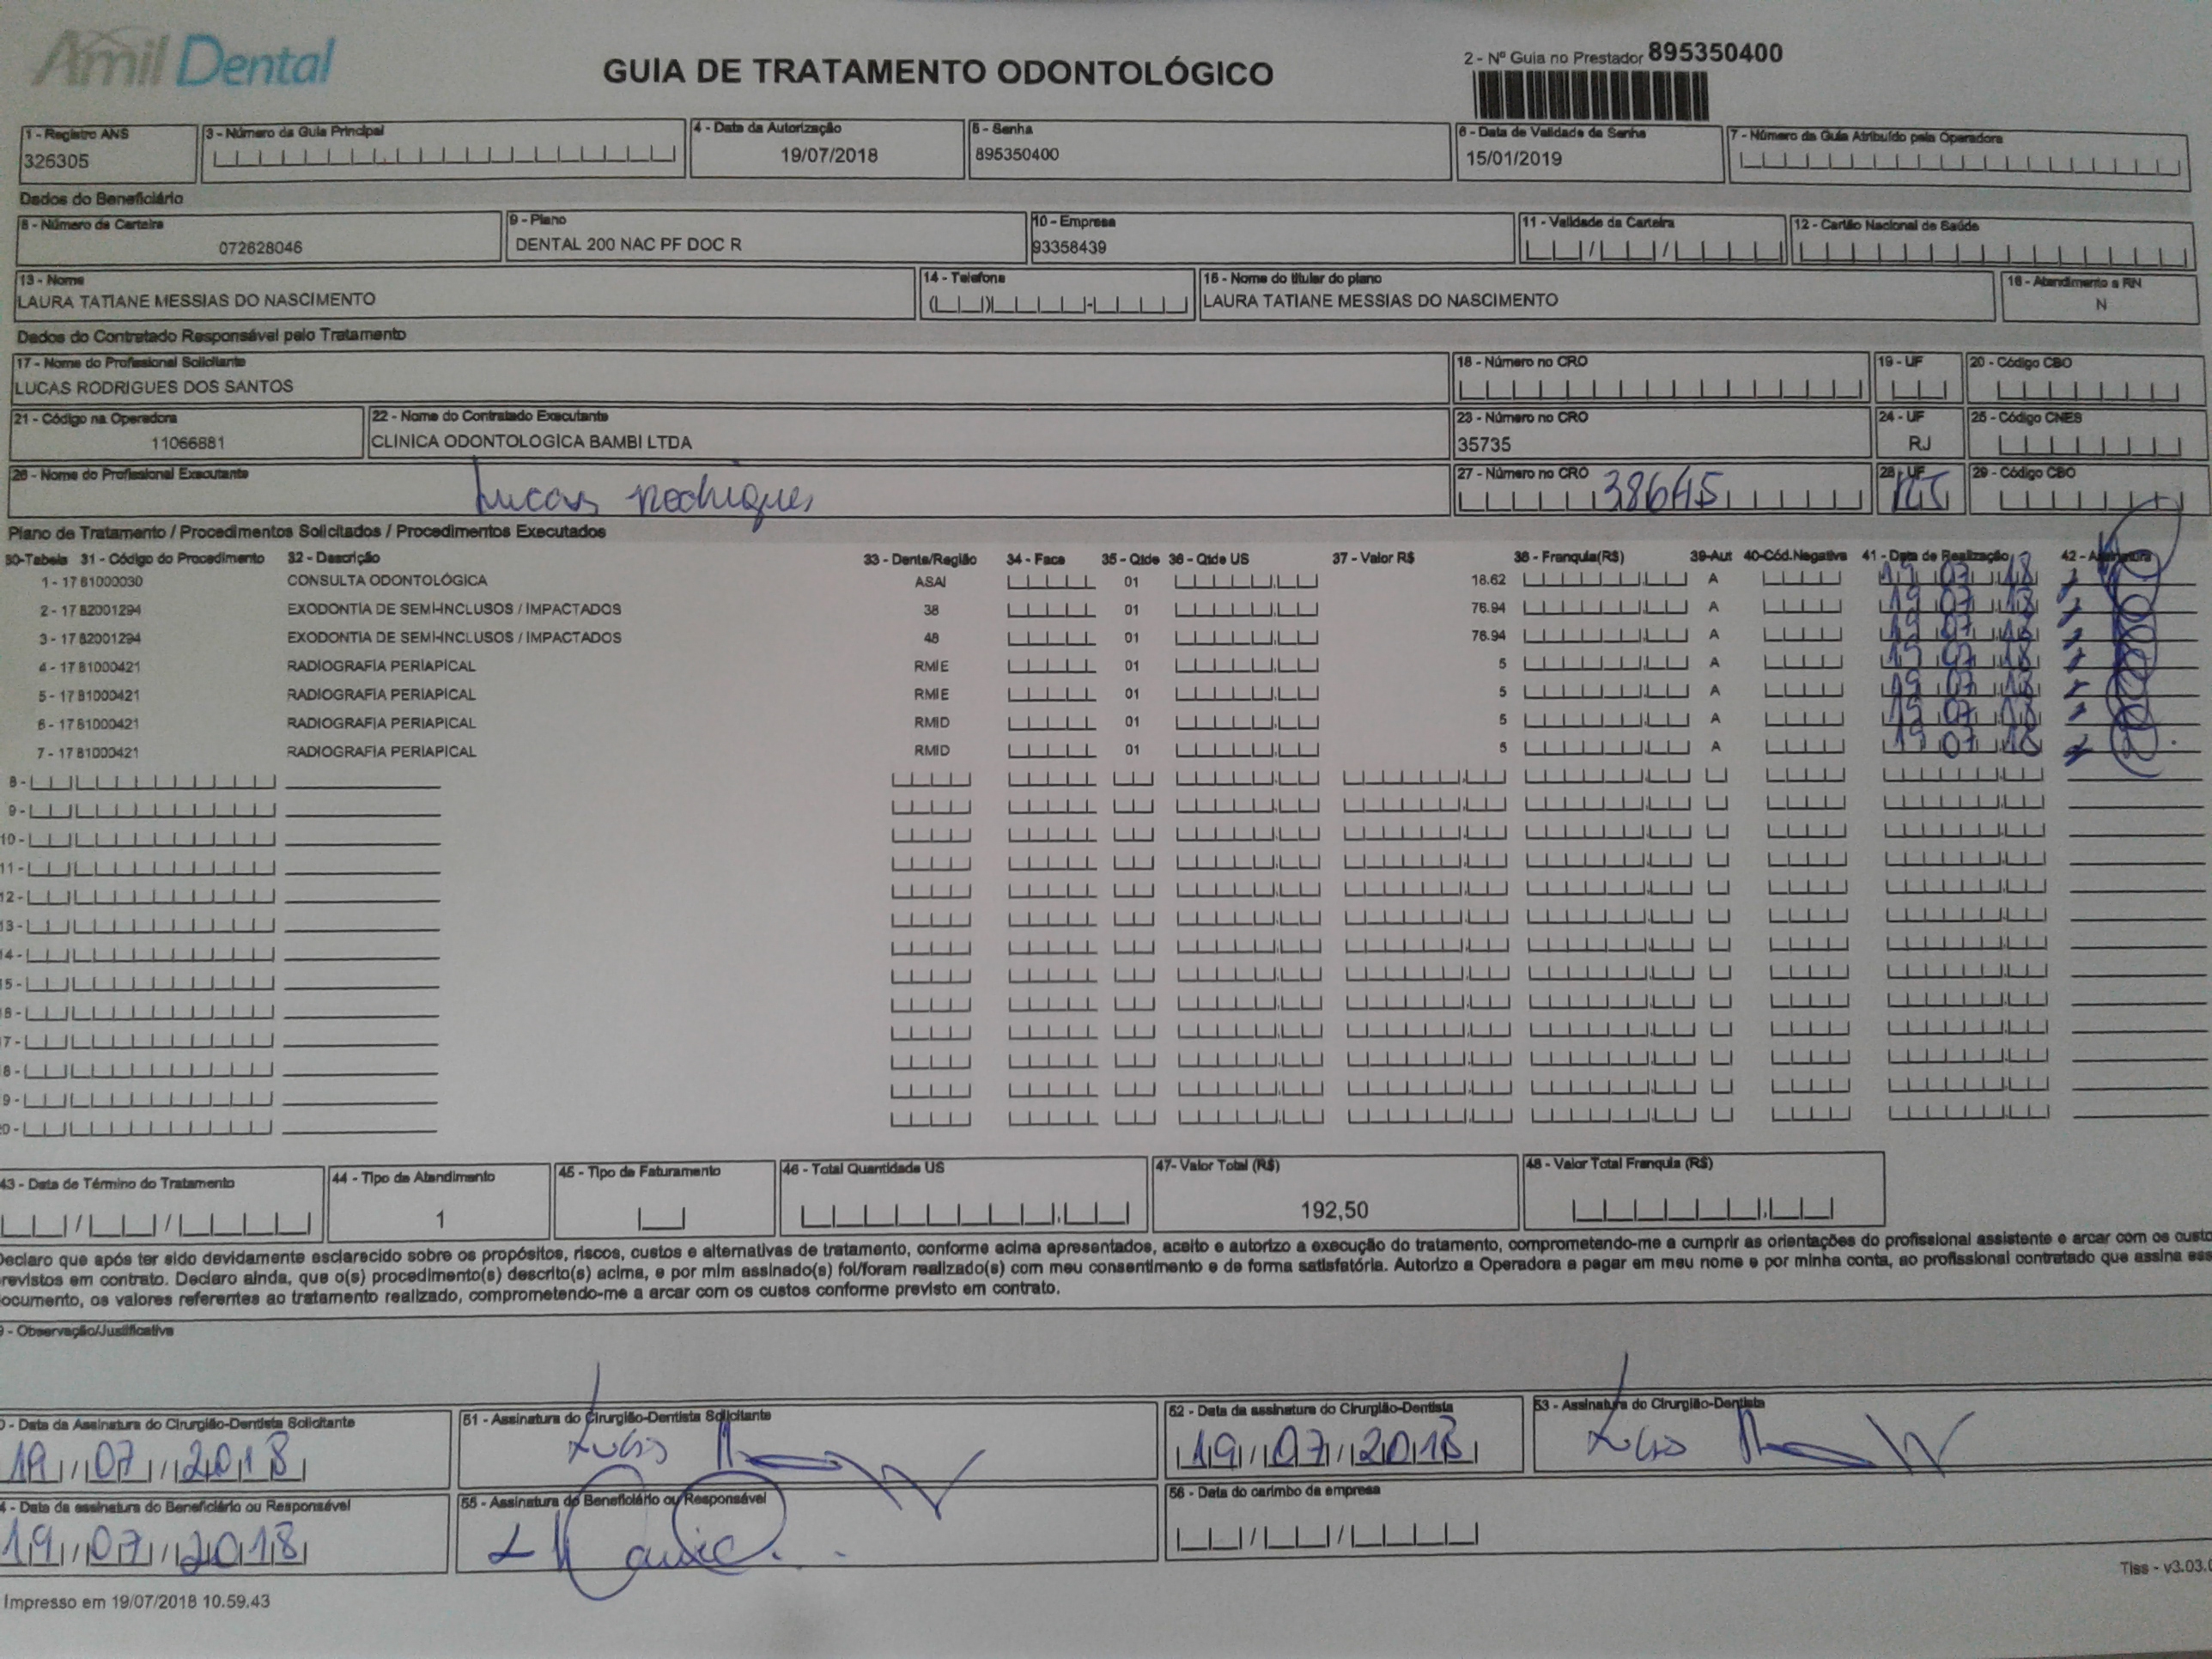 Amil Dental
GUIA DE TRATAMENTO ODONTOLÓGICO
2 - Nº Guia no Prestador 895350400
1 - Registro ANS 3 - Número da Guia Principal 4 - Data da Autorização 5 - Senha 6 - Data de Validade da Senha 7 - Número da Guia Atribuído pela Operadora
326305 19/07/2018 895350400 15/01/2019
Dados do Beneficiário
8 - Número da Carteira 9 - Plano 10 - Empresa 11 - Validade da Carteira 12 - Cartão Nacional de Saúde
072628046 DENTAL 200 NAC PF DOC R 93358439
13 - Nome 14 - Telefone 15 - Nome do titular do plano 16 - Atendimento a RN
LAURA TATIANE MESSIAS DO NASCIMENTO LAURA TATIANE MESSIAS DO NASCIMENTO N
Dados do Contratado Responsável pelo Tratamento
17 - Nome do Profissional Solicitante 18 - Número no CRO 19 - UF 20 - Código CBO
LUCAS RODRIGUES DOS SANTOS
21 - Código na Operadora 22 - Nome do Contratado Executante 23 - Número no CRO 24 - UF 25 - Código CNES
11066881 CLINICA ODONTOLOGICA BAMBI LTDA 35735 RJ
26 - Nome do Profissional Executante 27 - Número no CRO 28 - UF 29 - Código CBO
Lucas Rodrigues 38645 RJ
Plano de Tratamento / Procedimentos Solicitados / Procedimentos Executados
30-Tabela 31 - Código do Procedimento 32 - Descrição 33 - Dente/Região 34 - Face 35 - Qtde 36 - Qtde US 37 - Valor R$ 38 - Franquia(R$) 39-Aut 40-Cód.Negativa 41 - Data de Realização 42 - Assinatura
1 - 17 81000030 CONSULTA ODONTOLÓGICA ASAI 01 18.62 A 19 07 18
2 - 17 82001294 EXODONTIA DE SEMI-INCLUSOS / IMPACTADOS 38 01 76.94 A 19 07 18
3 - 17 82001294 EXODONTIA DE SEMI-INCLUSOS / IMPACTADOS 48 01 76.94 A 19 07 18
4 - 17 81000421 RADIOGRAFIA PERIAPICAL RMIE 01 5 A 19 07 18
5 - 17 81000421 RADIOGRAFIA PERIAPICAL RMIE 01 5 A 19 07 18
6 - 17 81000421 RADIOGRAFIA PERIAPICAL RMID 01 5 A 19 07 18
7 - 17 81000421 RADIOGRAFIA PERIAPICAL RMID 01 5 A 19 07 18
8 -
9 -
10 -
11 -
12 -
13 -
14 -
5 -
6 -
7 -
8 -
9 -
0 -
43 - Data de Término do Tratamento 44 - Tipo de Atendimento 45 - Tipo de Faturamento 46 - Total Quantidade US 47- Valor Total (R$) 48 - Valor Total Franquia (R$)
1 192,50
Declaro que após ter sido devidamente esclarecido sobre os propósitos, riscos, custos e alternativas de tratamento, conforme acima apresentados, aceito e autorizo a execução do tratamento, comprometendo-me a cumprir as orientações do profissional assistente e arcar com os custo
revistos em contrato. Declaro ainda, que o(s) procedimento(s) descrito(s) acima, e por mim assinado(s) foi/foram realizado(s) com meu consentimento e de forma satisfatória. Autorizo a Operadora a pagar em meu nome e por minha conta, ao profissional contratado que assina ess
ocumento, os valores referentes ao tratamento realizado, comprometendo-me a arcar com os custos conforme previsto em contrato.
9 - Observação/Justificativa
0 - Data da Assinatura do Cirurgião-Dentista Solicitante 51 - Assinatura do Cirurgião-Dentista Solicitante 52 - Data da assinatura do Cirurgião-Dentista 53 - Assinatura do Cirurgião-Dentista
19 07 2018 Lucas 19 07 2018 Lucas
4 - Data da assinatura do Beneficiário ou Responsável 55 - Assinatura do Beneficiário ou Responsável 56 - Data do carimbo da empresa
19 07 2018
Tiss - v3.03.0
Impresso em 19/07/2018 10.59.43